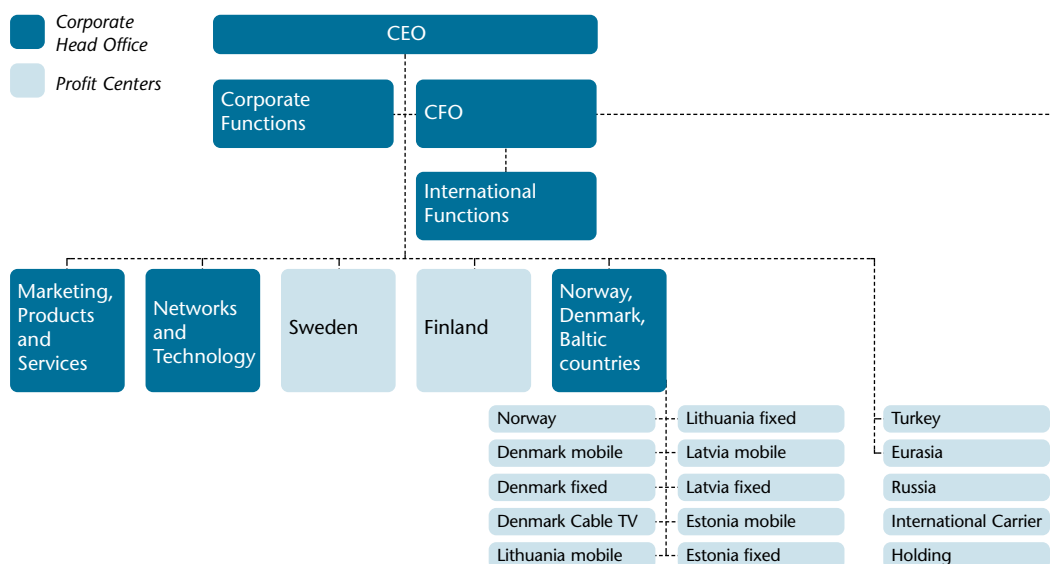 Corporate
Head Office
Profit Centers
CEO
Corporate
Functions
CFO
International
Functions
Marketing,
Products
and
Services
Networks
and
Technology
Sweden
Finland
Norway,
Denmark,
Baltic
countries
Norway
Lithuania fixed
Turkey
Denmark mobile
Latvia mobile
Eurasia
Denmark fixed
Latvia fixed
Russia
Denmark Cable TV
Estonia mobile
International Carrier
Lithuania mobile
Estonia fixed
Holding